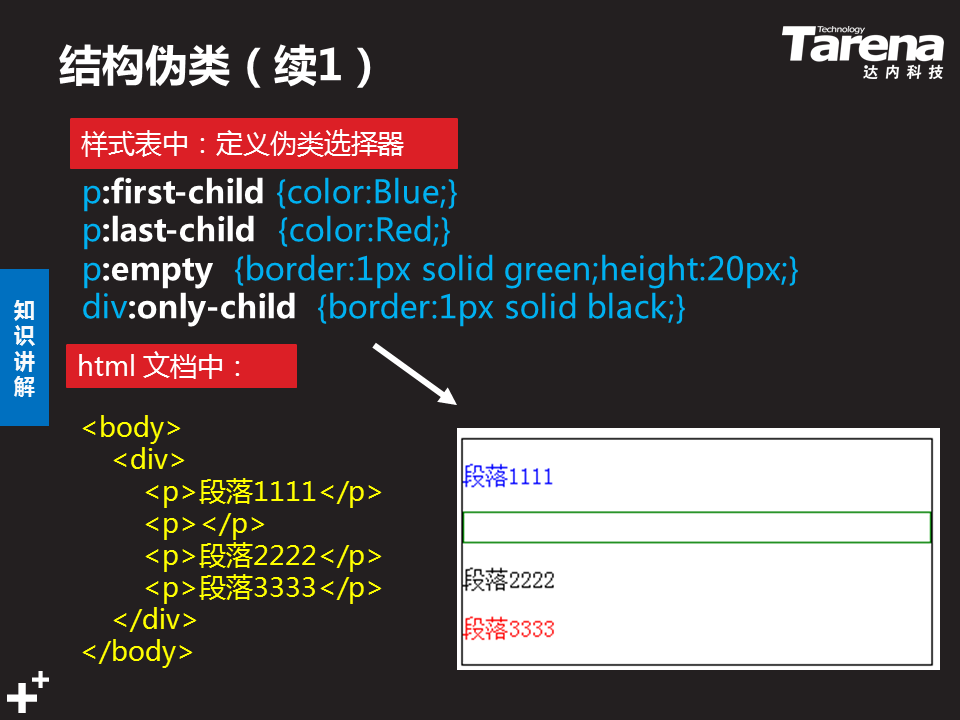 结构伪类（续1）
Technology
Tarena
达内科技
样式表中：定义伪类选择器
p:first-child {color:Blue;}
p:last-child {color:Red;}
p:empty {border:1px solid green;height:20px;}
div:only-child {border:1px solid black;}
知识讲解
html 文档中：
<body>
<div>
<p>段落1111</p>
<p></p>
<p>段落2222</p>
<p>段落3333</p>
</div>
</body>
段落1111
段落2222
段落3333